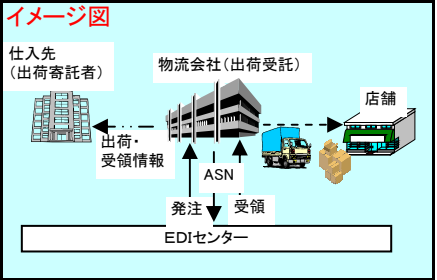 イメージ図
仕入先
（出荷寄託者）
物流会社（出荷受託）
店舗
出荷・
受領情報
ASN
発注
受領
EDIセンター